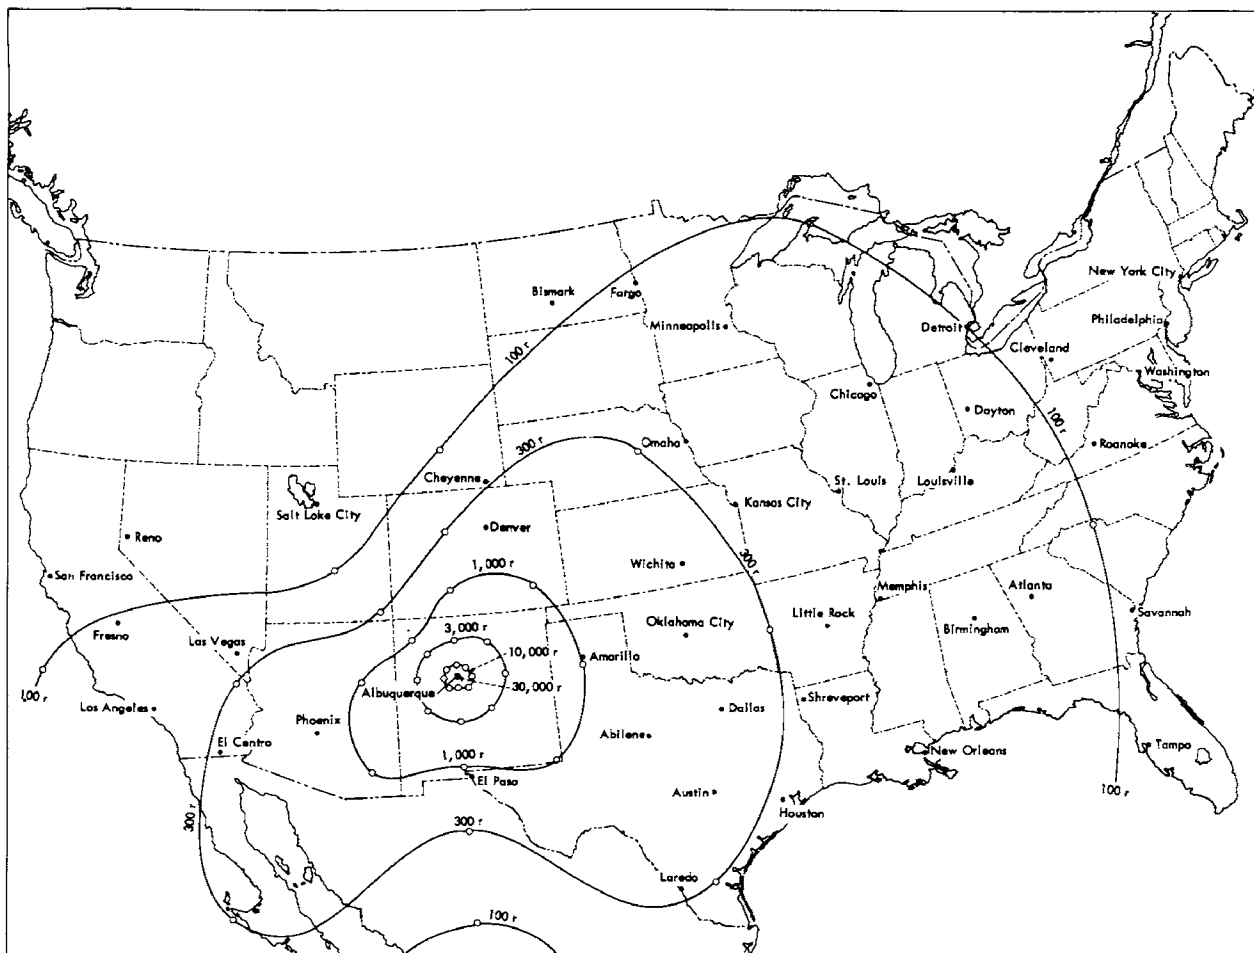 New York City
Bismark
Fargo
Minneapolis
Detroit
Philadelphia
100 r
Cleveland
Washington
Chicago
Dayton
100 r
Omaha
300 r
Roanoke
Cheyenne
St. Louis
Louisville
Kansas City
Salt Lake City
Denver
Reno
1,000 r
Wichita
300 r
San Francisco
Memphis
Atlanta
Little Rock
Savannah
Fresno
3,000 r
Oklahoma City
Birmingham
Las Vegas
10,000 r
Amarillo
100 r
Albuquerque
30,000 r
Shreveport
Los Angeles
Phoenix
Dallas
El Centro
Abilene
New Orleans
Tampa
1,000 r
El Paso
Austin
100 r
300 r
300 r
Houston
Laredo
100 r